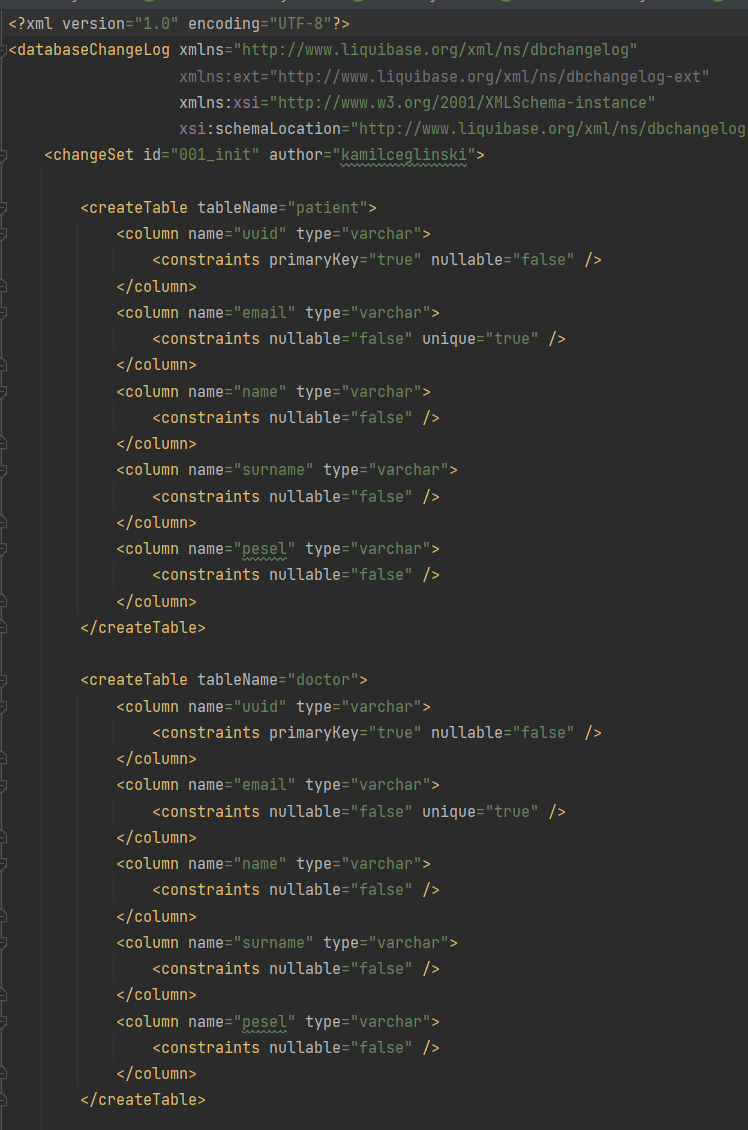 <?xml version="1.0" encoding="UTF-8"?>
<databaseChangeLog xmlns="http://www.liquibase.org/xml/ns/dbchangelog"
xmlns:ext="http://www.liquibase.org/xml/ns/dbchangelog-ext"
xmlns:xsi="http://www.w3.org/2001/XMLSchema-instance"
xsi:schemaLocation="http://www.liquibase.org/xml/ns/dbchangelog
<changeSet id="001_init" author="kamilceglinski">
<createTable tableName="patient">
<column name="uuid" type="varchar">
<constraints primaryKey="true" nullable="false" />
</column>
<column name="email" type="varchar">
<constraints nullable="false" unique="true" />
</column>
<column name="name" type="varchar">
<constraints nullable="false" />
</column>
<column name="surname" type="varchar">
<constraints nullable="false" />
</column>
<column name="pesel" type="varchar">
<constraints nullable="false" />
</column>
</createTable>
<createTable tableName="doctor">
<column name="uuid" type="varchar">
<constraints primaryKey="true" nullable="false" />
</column>
<column name="email" type="varchar">
<constraints nullable="false" unique="true" />
</column>
<column name="name" type="varchar">
<constraints nullable="false" />
</column>
<column name="surname" type="varchar">
<constraints nullable="false" />
</column>
<column name="pesel" type="varchar">
<constraints nullable="false" />
</column>
</createTable>